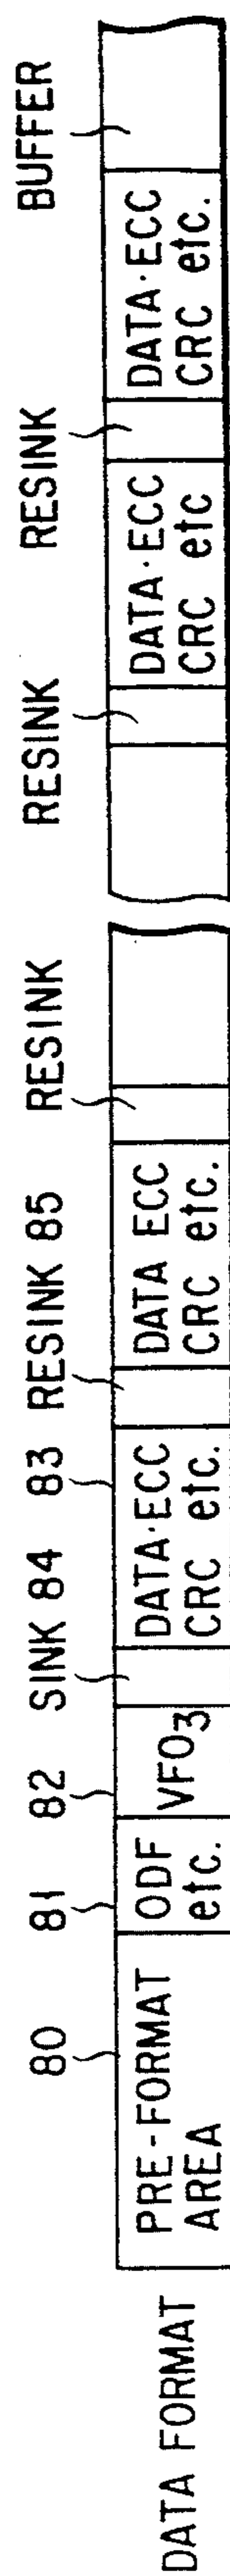 80 81 82 SINK 84 83 RESINK 85 RESINK RESINK RESINK BUFFER
DATA FORMAT
PRE-FORMAT
AREA
ODF
etc.
VFO3
DATA·ECC
CRC etc.
DATA ECC
CRC etc.
DATA·ECC
CRC etc
DATA·ECC
CRC etc.